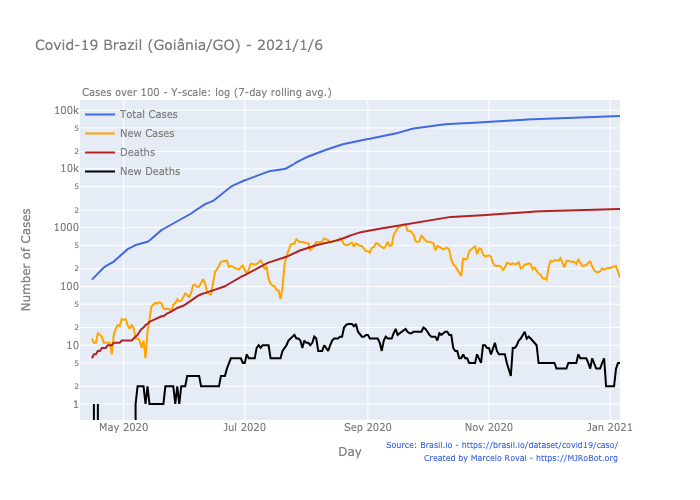 Covid-19 Brazil (Goiânia/GO) - 2021/1/6
Cases over 100 - Y-scale: log (7-day rolling avg.)
Total Cases
New Cases
Deaths
New Deaths
100k
5
2
10k
5
2
1000
5
2
100
5
2
10
5
2
1
Number of Cases
May 2020
Jul 2020
Sep 2020
Nov 2020
Jan 2021
Day
Source: Brasil.io - https://brasil.io/dataset/covid19/caso/
Created by Marcelo Rovai - https://MJRoBot.org